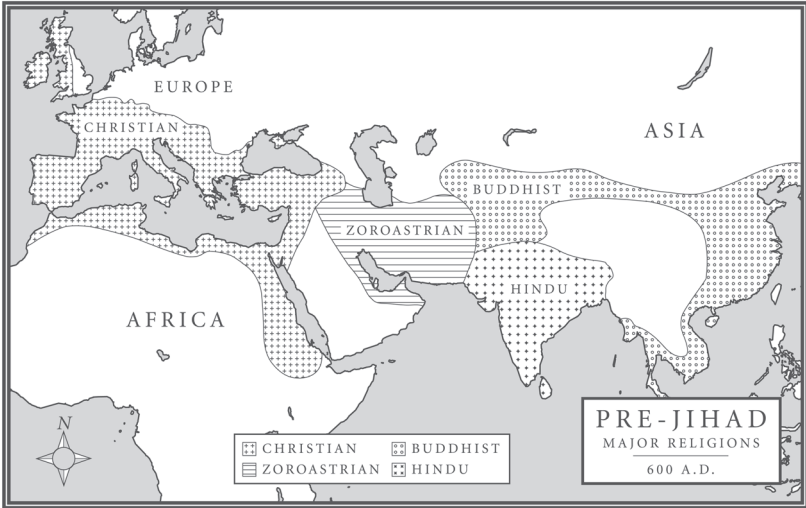 EUROPE
CHRISTIAN
ASIA
BUDDHIST
ZOROASTRIAN
HINDU
AFRICA
N
CHRISTIAN
BUDDHIST
ZOROASTRIAN
HINDU
PRE-JIHAD
MAJOR RELIGIONS
600 A.D.